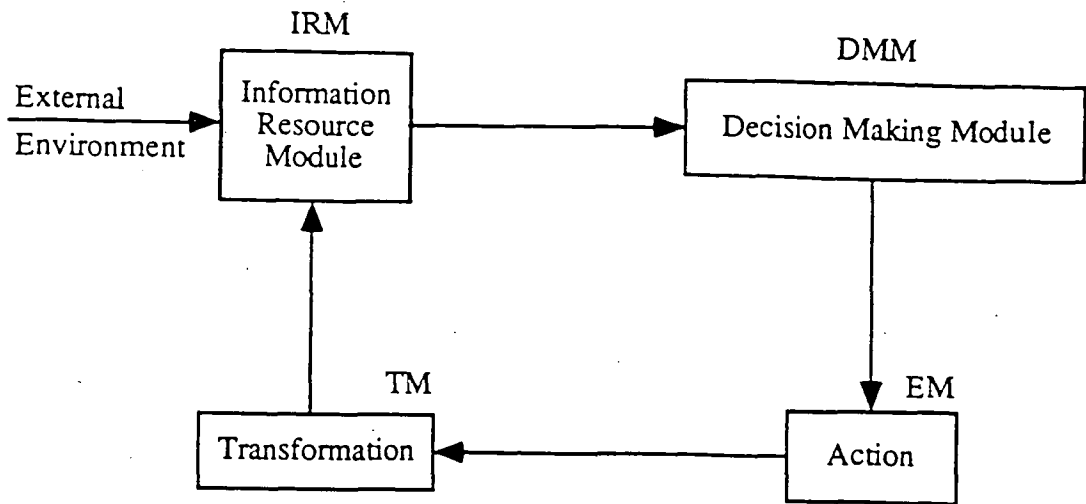 IRM
DMM
External
Environment
Information
Resource
Module
Decision Making Module
TM
EM
Transformation
Action